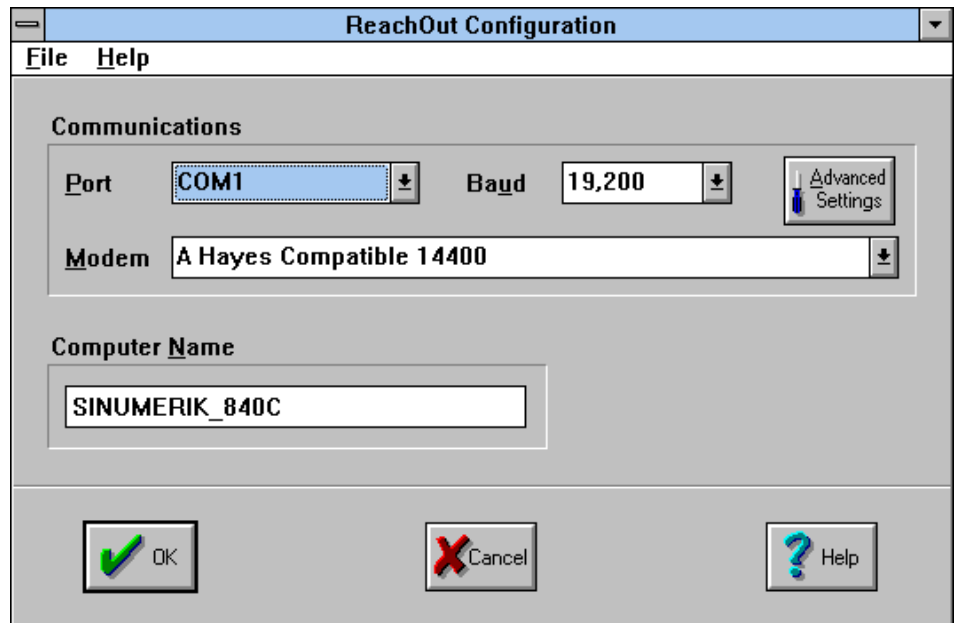 ReachOut Configuration
File Help
Communications
Port COM1 Baud 19,200 Advanced Settings
Modem A Hayes Compatible 14400
Computer Name
SINUMERIK_840C
OK Cancel Help